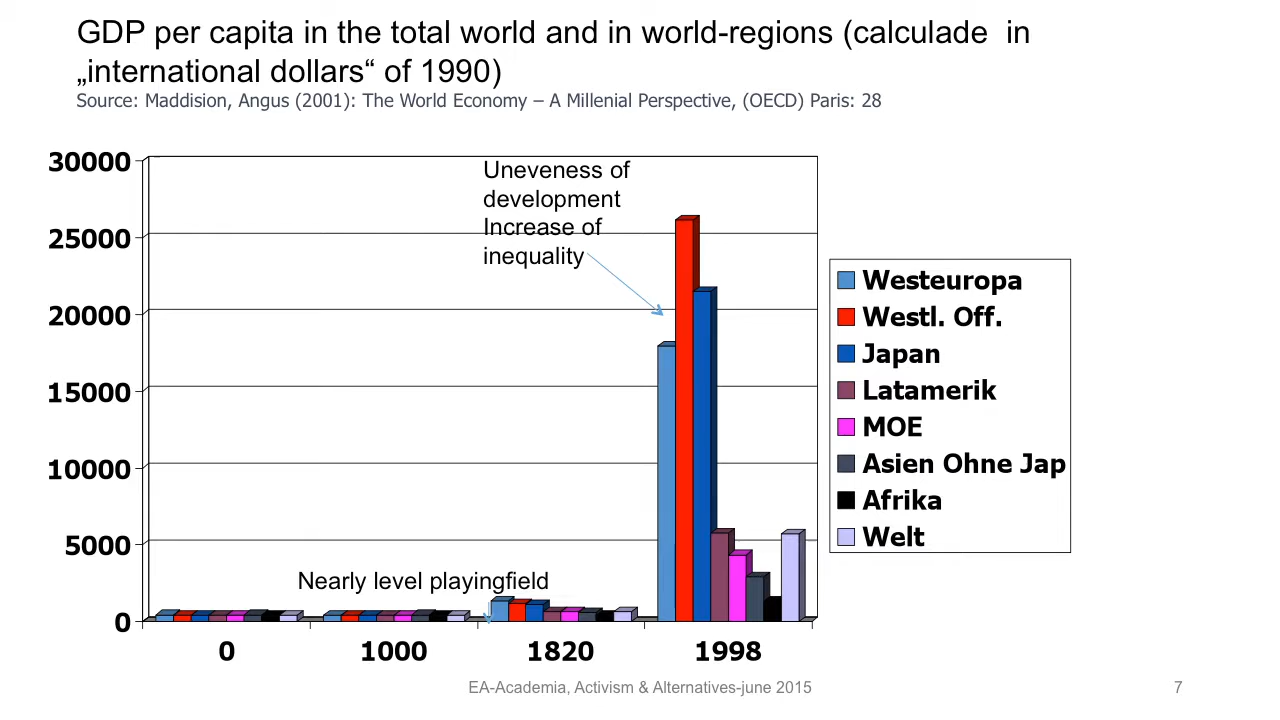 GDP per capita in the total world and in world-regions (calculade in
„international dollars“ of 1990)
Source: Maddision, Angus (2001): The World Economy – A Millenial Perspective, (OECD) Paris: 28
30000
25000
20000
15000
10000
5000
0
Uneveness of
development
Increase of
inequality
Nearly level playingfield
0 1000 1820 1998
Westeuropa
Westl. Off.
Japan
Latamerik
MOE
Asien Ohne Jap
Afrika
Welt
EA-Academia, Activism & Alternatives-june 2015
7